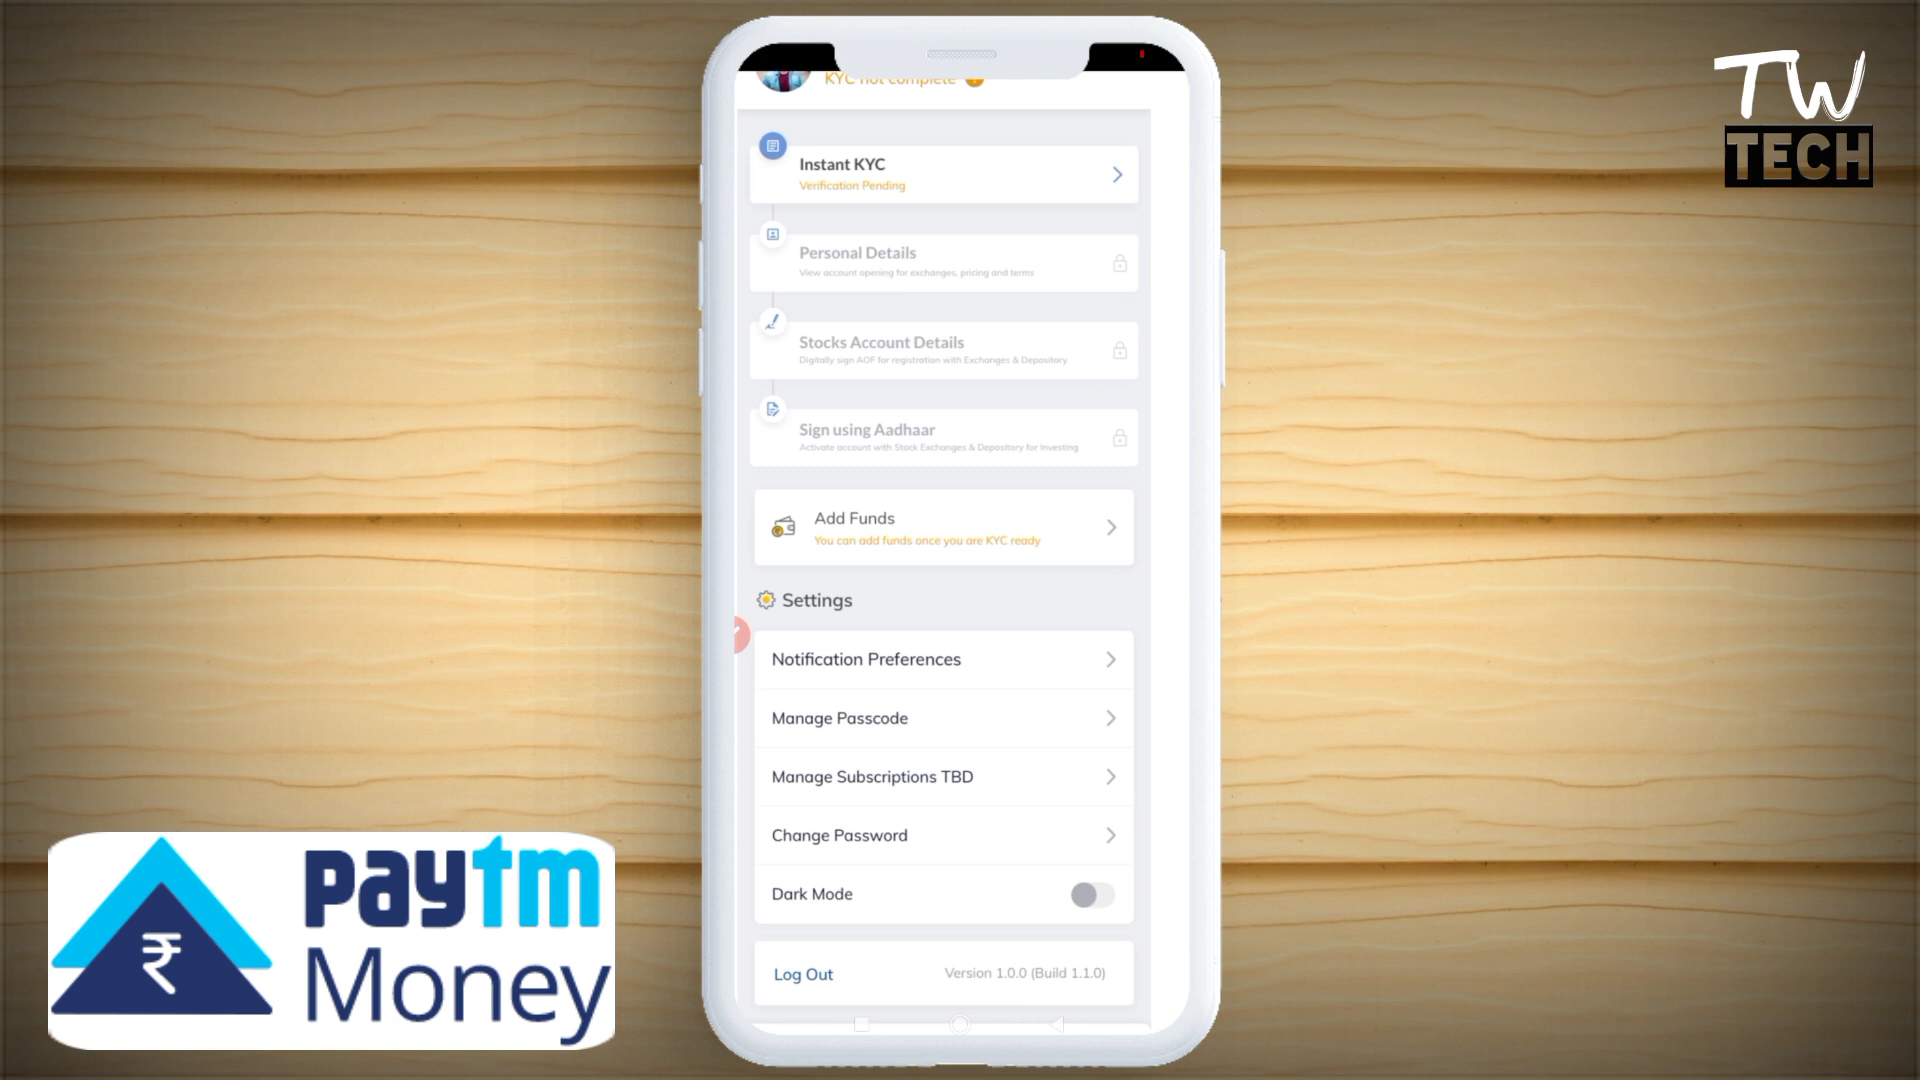 TW
TECH
KYC not complete
Instant KYC
Verification Pending
Personal Details
View account opening for exchanges, pricing and terms
Stocks Account Details
Digitally sign AOF for registration with Exchanges & Depository
Sign using Aadhaar
Activate account with Stock Exchanges & Depository for Investing
Add Funds
You can add funds once you are KYC ready
Settings
Notification Preferences
Manage Passcode
Manage Subscriptions TBD
Change Password
Dark Mode
Log Out
Version 1.0.0 (Build 1.1.0)
₹
paytm
Money